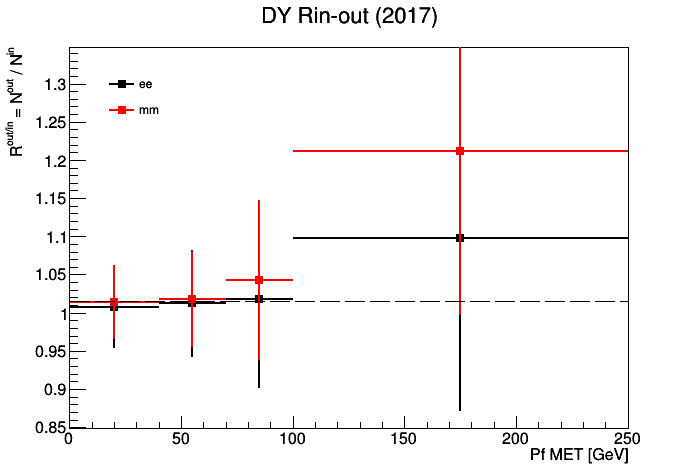 DY Rin-out (2017)
R^out/in = N^out / N^in
ee
mm
1.3
1.25
1.2
1.15
1.1
1.05
1
0.95
0.9
0.85
0 50 100 150 200 250
Pf MET [GeV]